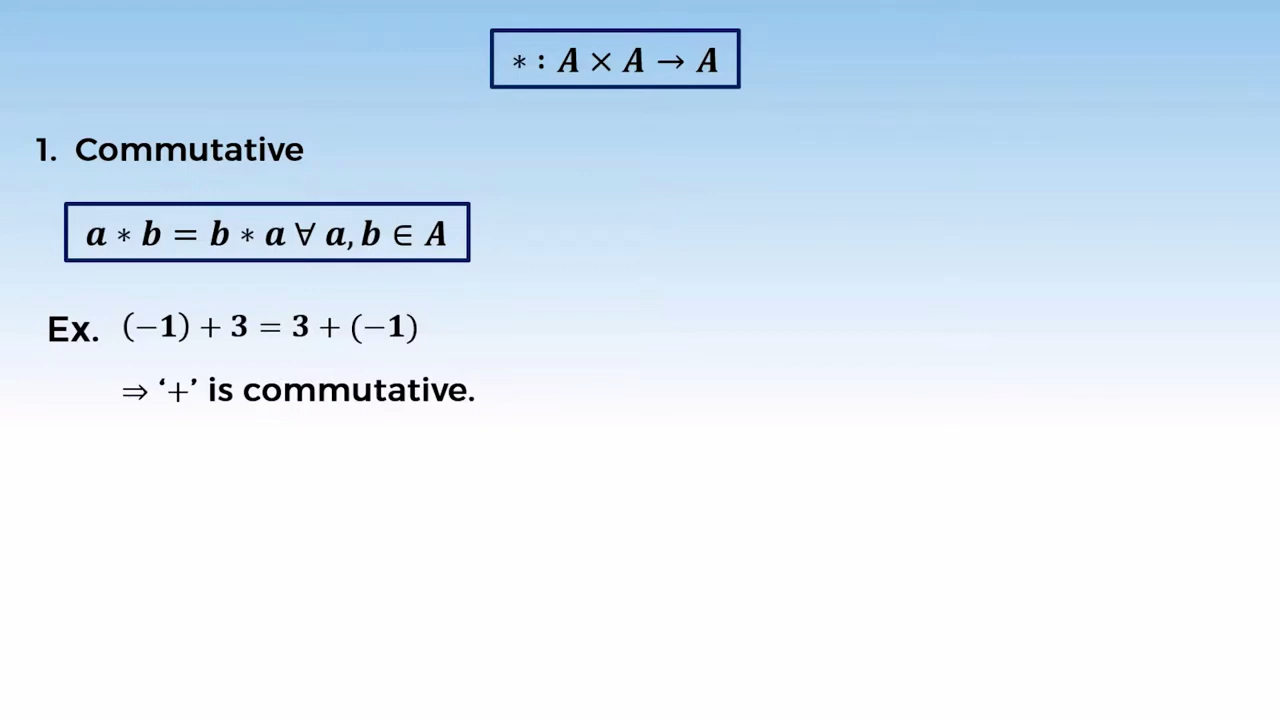 ∗ : A × A → A
1. Commutative
a ∗ b = b ∗ a ∀ a, b ∈ A
Ex. (−1) + 3 = 3 + (−1)
⇒ ‘+’ is commutative.